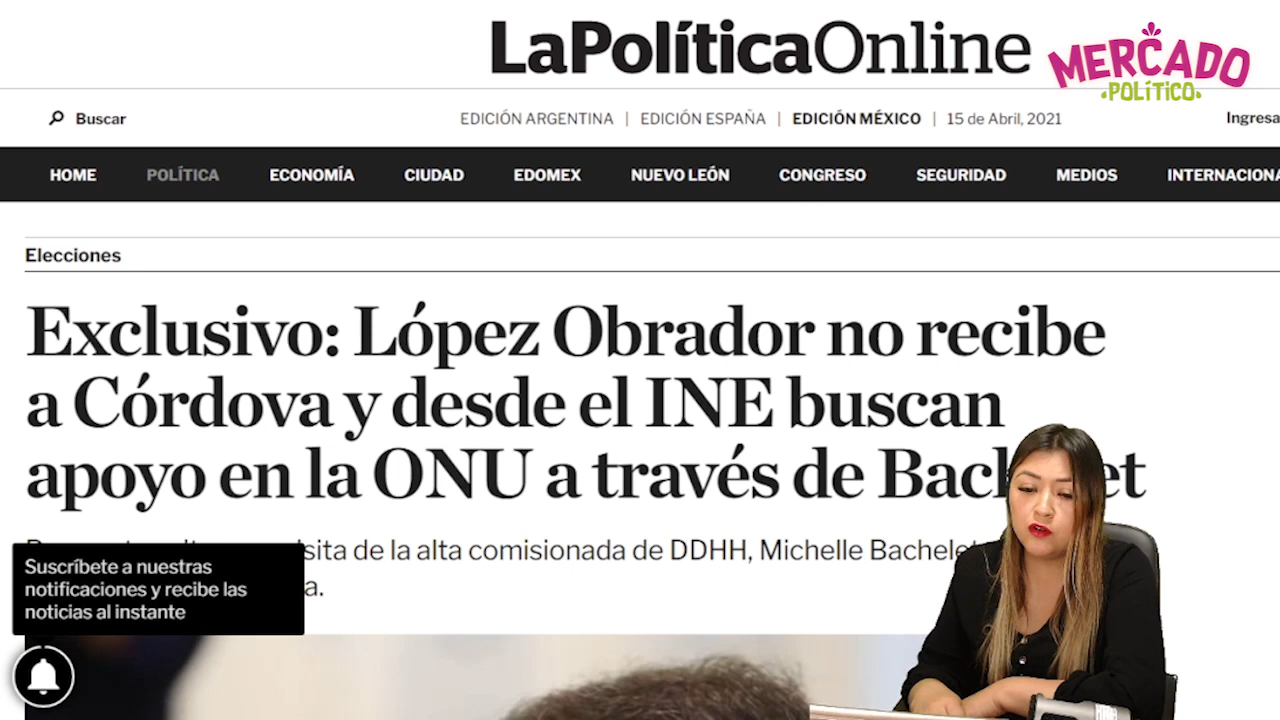 LaPolíticaOnline
MERCADO
POLÍTICO
Buscar
EDICIÓN ARGENTINA | EDICIÓN ESPAÑA | EDICIÓN MÉXICO | 15 de Abril, 2021
Ingresa
HOME POLÍTICA ECONOMÍA CIUDAD EDOMEX NUEVO LEÓN CONGRESO SEGURIDAD MEDIOS INTERNACIONA
Elecciones
Exclusivo: López Obrador no recibe
a Córdova y desde el INE buscan
apoyo en la ONU a través de Bac et
sita de la alta comisionada de DDHH, Michelle Bachelet
a.
Suscríbete a nuestras
notificaciones y recibe las
noticias al instante